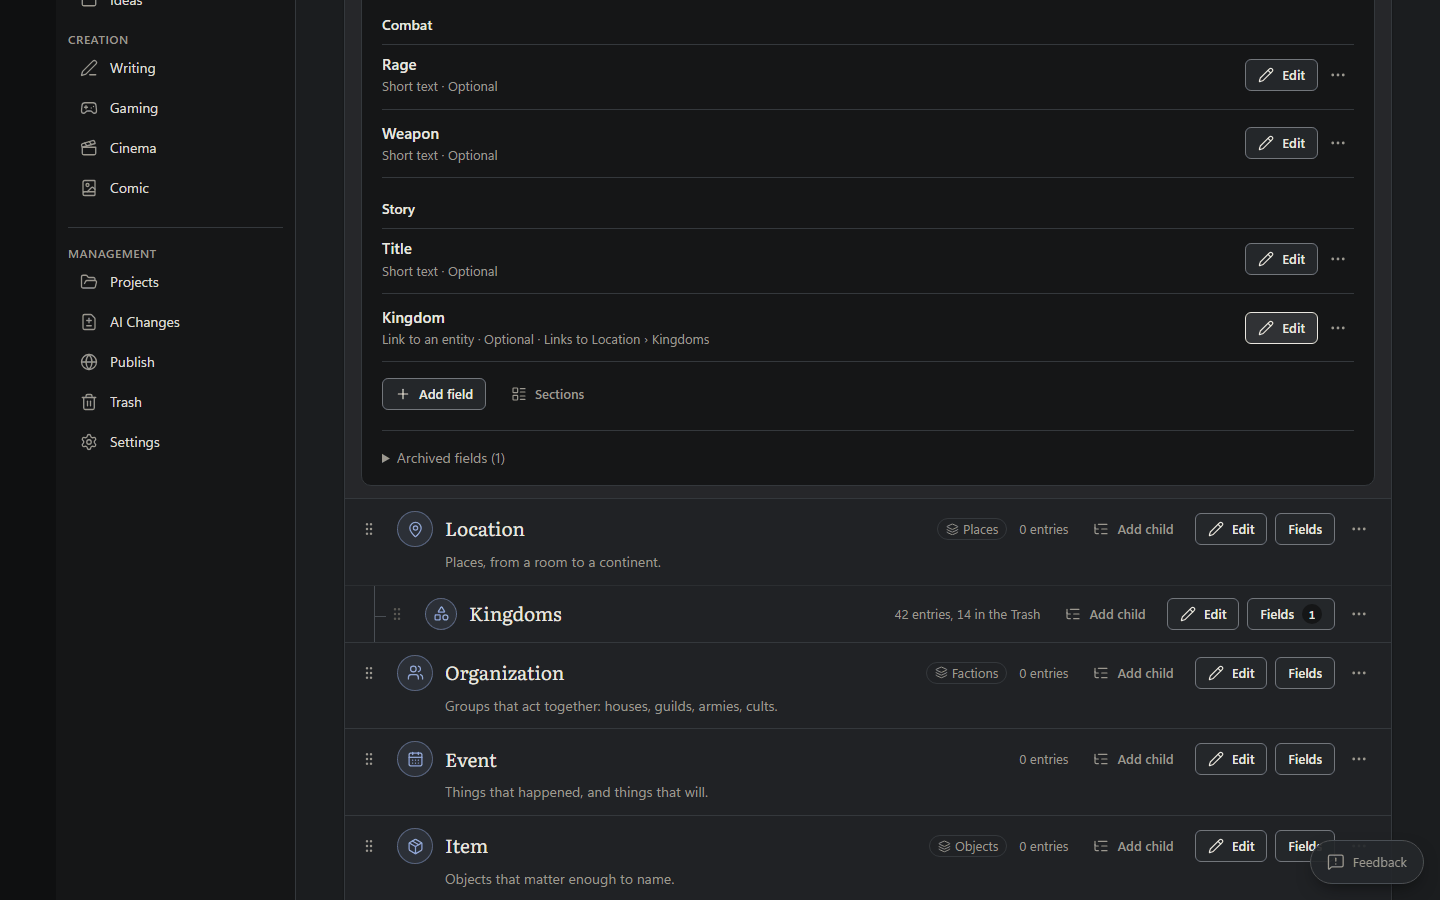 Ideas
CREATION
Writing
Gaming
Cinema
Comic
MANAGEMENT
Projects
AI Changes
Publish
Trash
Settings
Combat
Rage
Short text · Optional
Edit
Weapon
Short text · Optional
Edit
Story
Title
Short text · Optional
Edit
Kingdom
Link to an entity · Optional · Links to Location › Kingdoms
Edit
Add field
Sections
Archived fields (1)
Location
Places
0 entries
Add child
Edit
Fields
Places, from a room to a continent.
Kingdoms
42 entries, 14 in the Trash
Add child
Edit
Fields 1
Organization
Factions
0 entries
Add child
Edit
Fields
Groups that act together: houses, guilds, armies, cults.
Event
0 entries
Add child
Edit
Fields
Things that happened, and things that will.
Item
Objects
0 entries
Add child
Edit
Fields
Objects that matter enough to name.
Feedback